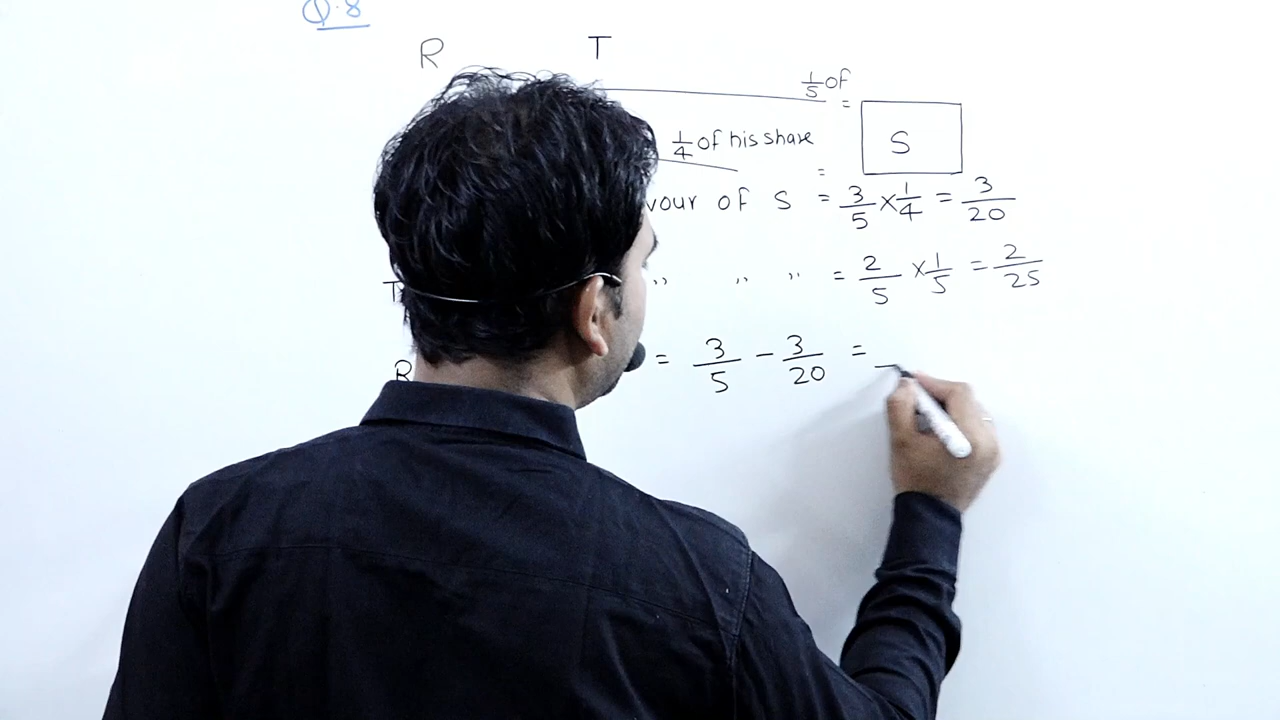 Q.8
R T
1/5 of
=
1/4 of his share
=
S
vour of S = 3/5 × 1/4 = 3/20
T ,, ,, ,, = 2/5 × 1/5 = 2/25
R = 3/5 - 3/20 =